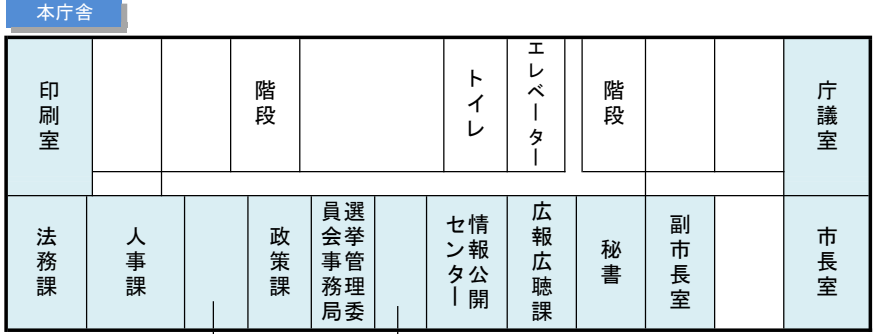 本庁舎
印刷室
階段
トイレ
エレベーター
階段
庁議室
法務課
人事課
政策課
選挙管理委
員会事務局
情報公開
センター
広報広聴課
秘書
副市長室
市長室